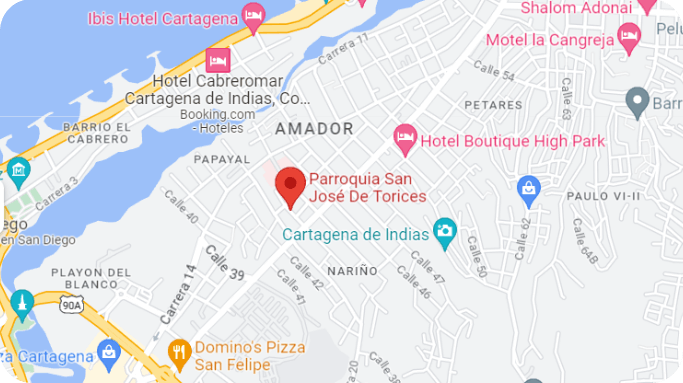 Ibis Hotel Cartagena
Shalom Adonai
Motel la Cangreja
Carrera 11
Calle 54
Calle 63
Hotel Cabreromar
Cartagena de Indias, Co...
Booking.com
- Hoteles
PETARES
Barr
BARRIO EL
CABRERO
AMADOR
Hotel Boutique High Park
PAPAYAL
Parroquia San
José De Torices
Carrera 3
Calle 40
PAULO VI-II
ego
en San Diego
Cartagena de Indias
Calle 62
Calle 64B
Calle 50
Calle 47
Calle 46
NARIÑO
Calle 42
Calle 41
Calle 39
Carrera 14
PLAYON DEL
BLANCO
90A
za Cartagena
Domino's Pizza
San Felipe
20
Calle 39